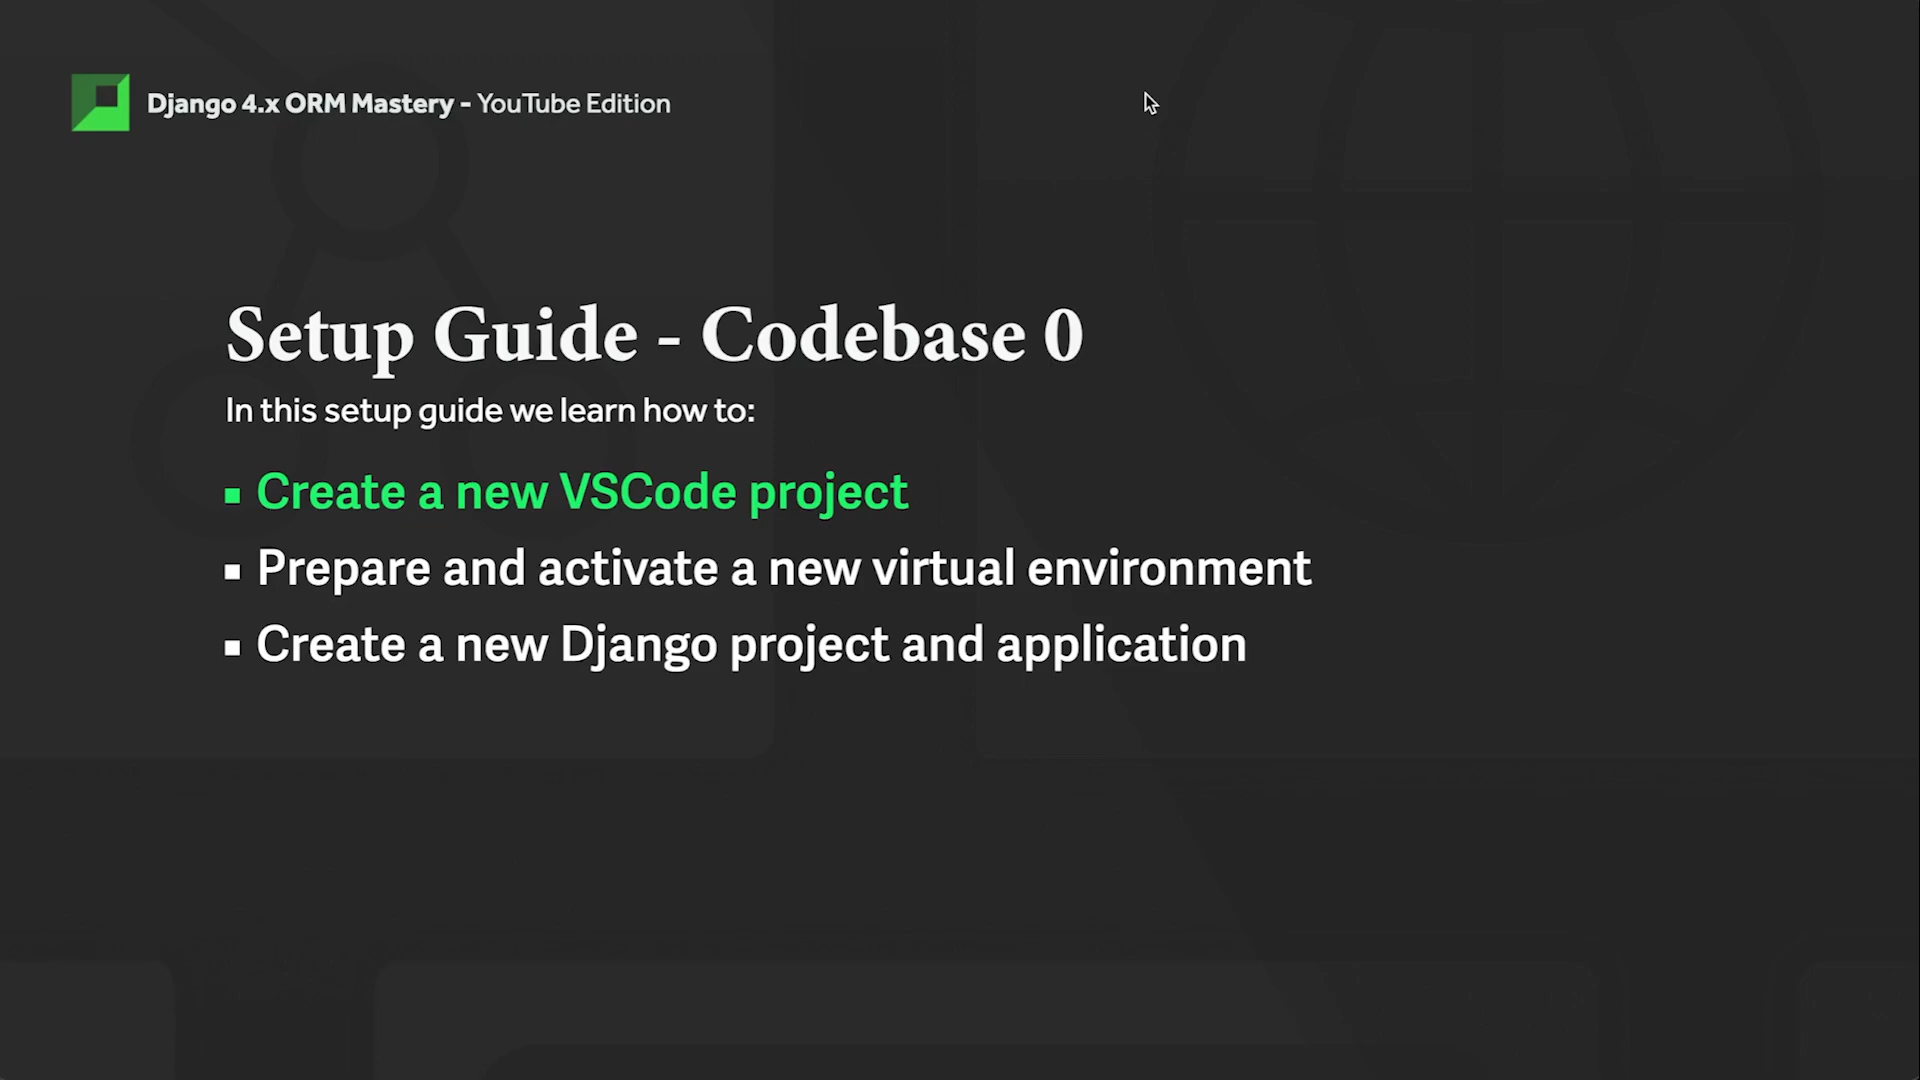 Django 4.x ORM Mastery - YouTube Edition
Setup Guide - Codebase 0
In this setup guide we learn how to:
▪ Create a new VSCode project
▪ Prepare and activate a new virtual environment
▪ Create a new Django project and application